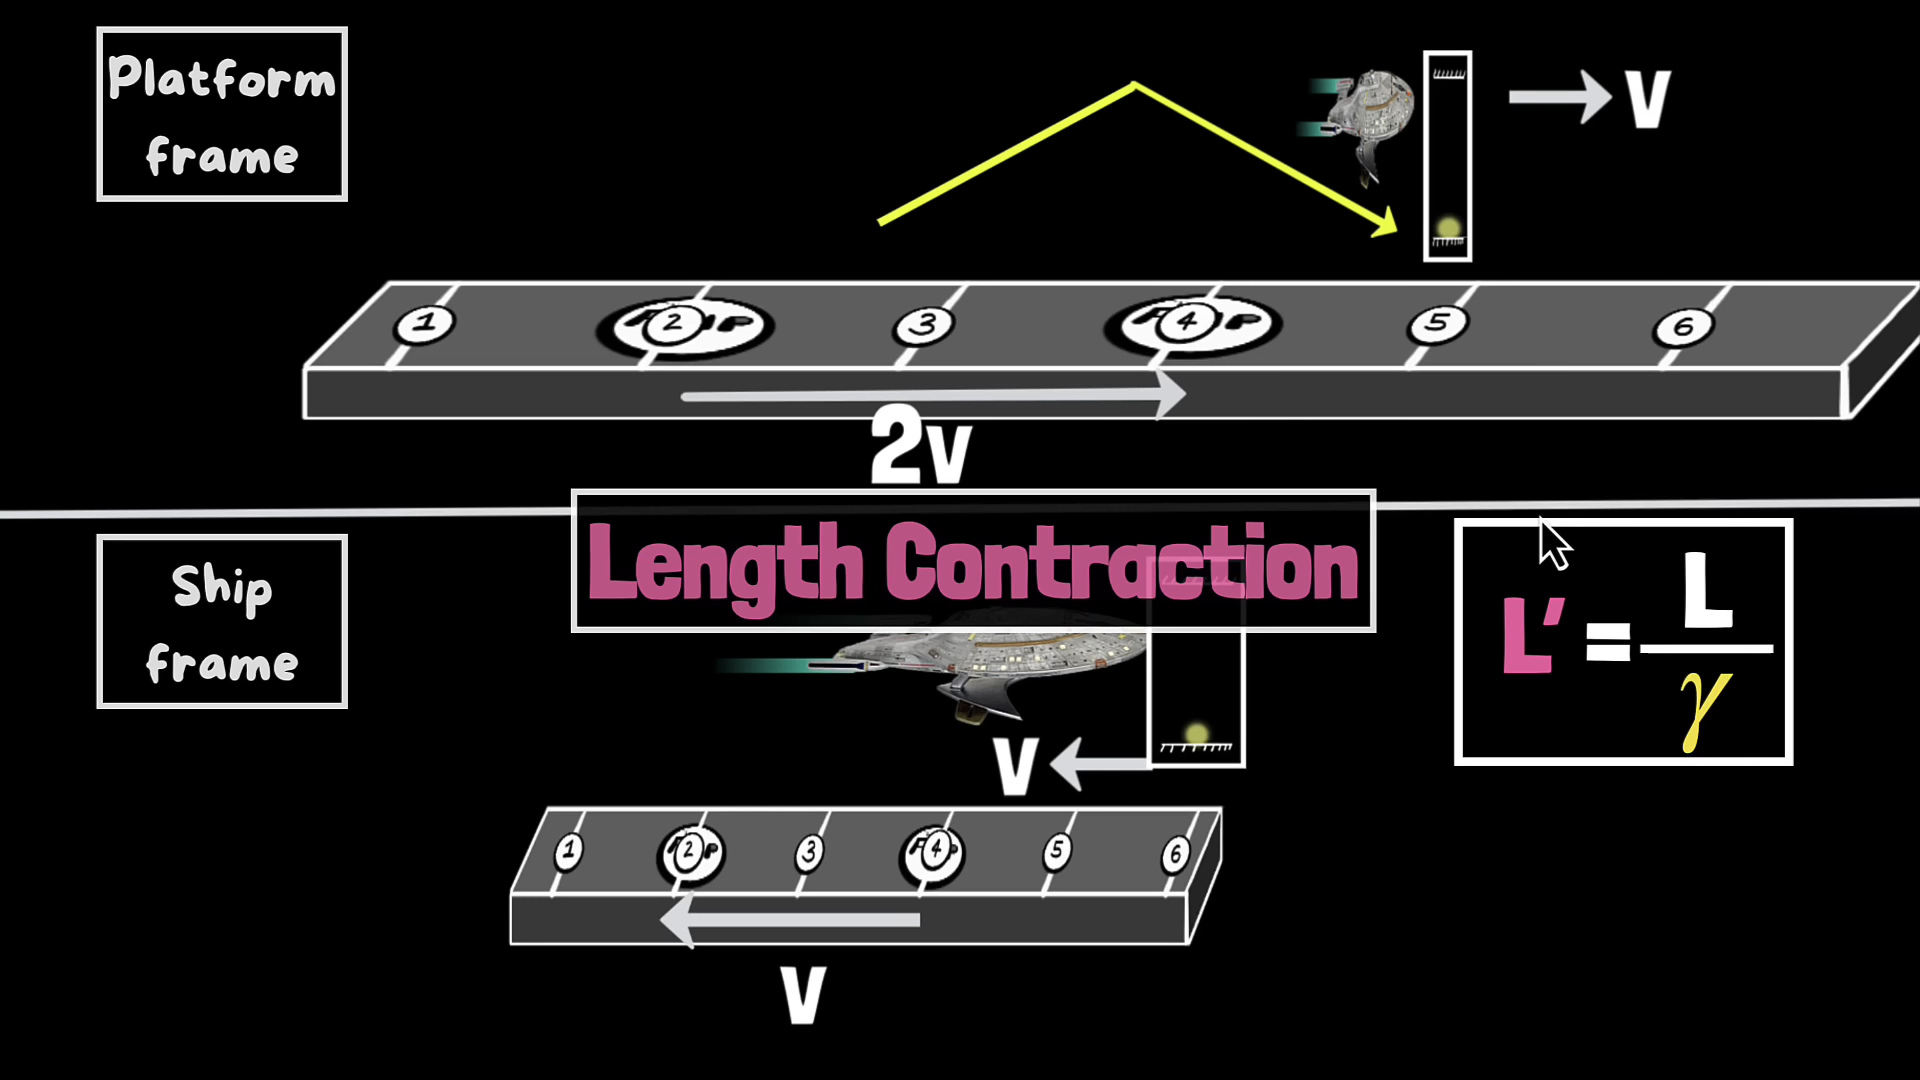 Platform
frame
V
1
2
3
4
5
6
2v
Length Contraction
Ship
frame
L' = L
γ
V
1
2
3
4
5
6
V